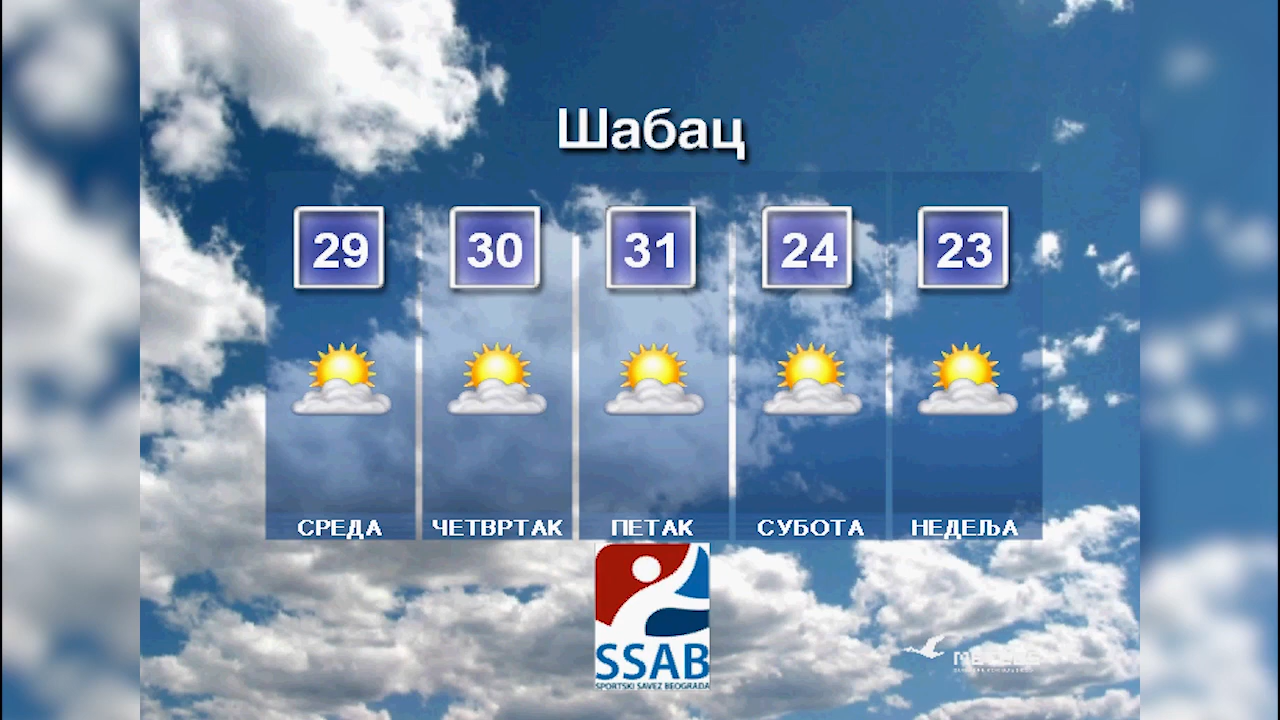 Шабац
29 30 31 24 23
СРЕДА ЧЕТВРТАК ПЕТАК СУБОТА НЕДЕЉА
SSAB
SPORTSKI SAVEZ BEOGRADA